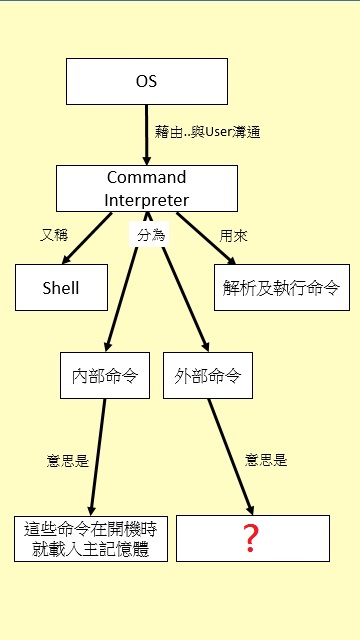 OS
藉由..與User溝通
Command
Interpreter
又稱
分為
用來
Shell
解析及執行命令
內部命令
外部命令
意思是
意思是
這些命令在開機時
就載入主記憶體
?